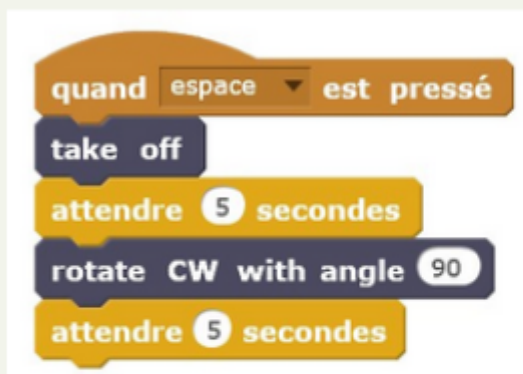 quand espace est pressé
take off
attendre 5 secondes
rotate CW with angle 90
attendre 5 secondes